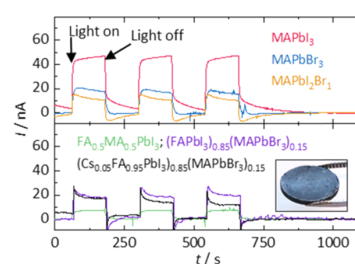 Light on
Light off
MAPbI3
MAPbBr3
MAPbI2Br1
60
40
20
0
I / nA
FA0.5MA0.5PbI3; (FAPbI3)0.85(MAPbBr3)0.15
(Cs0.05FA0.95PbI3)0.85(MAPbBr3)0.15
60
40
20
0
0 250 500 750 1000
t / s